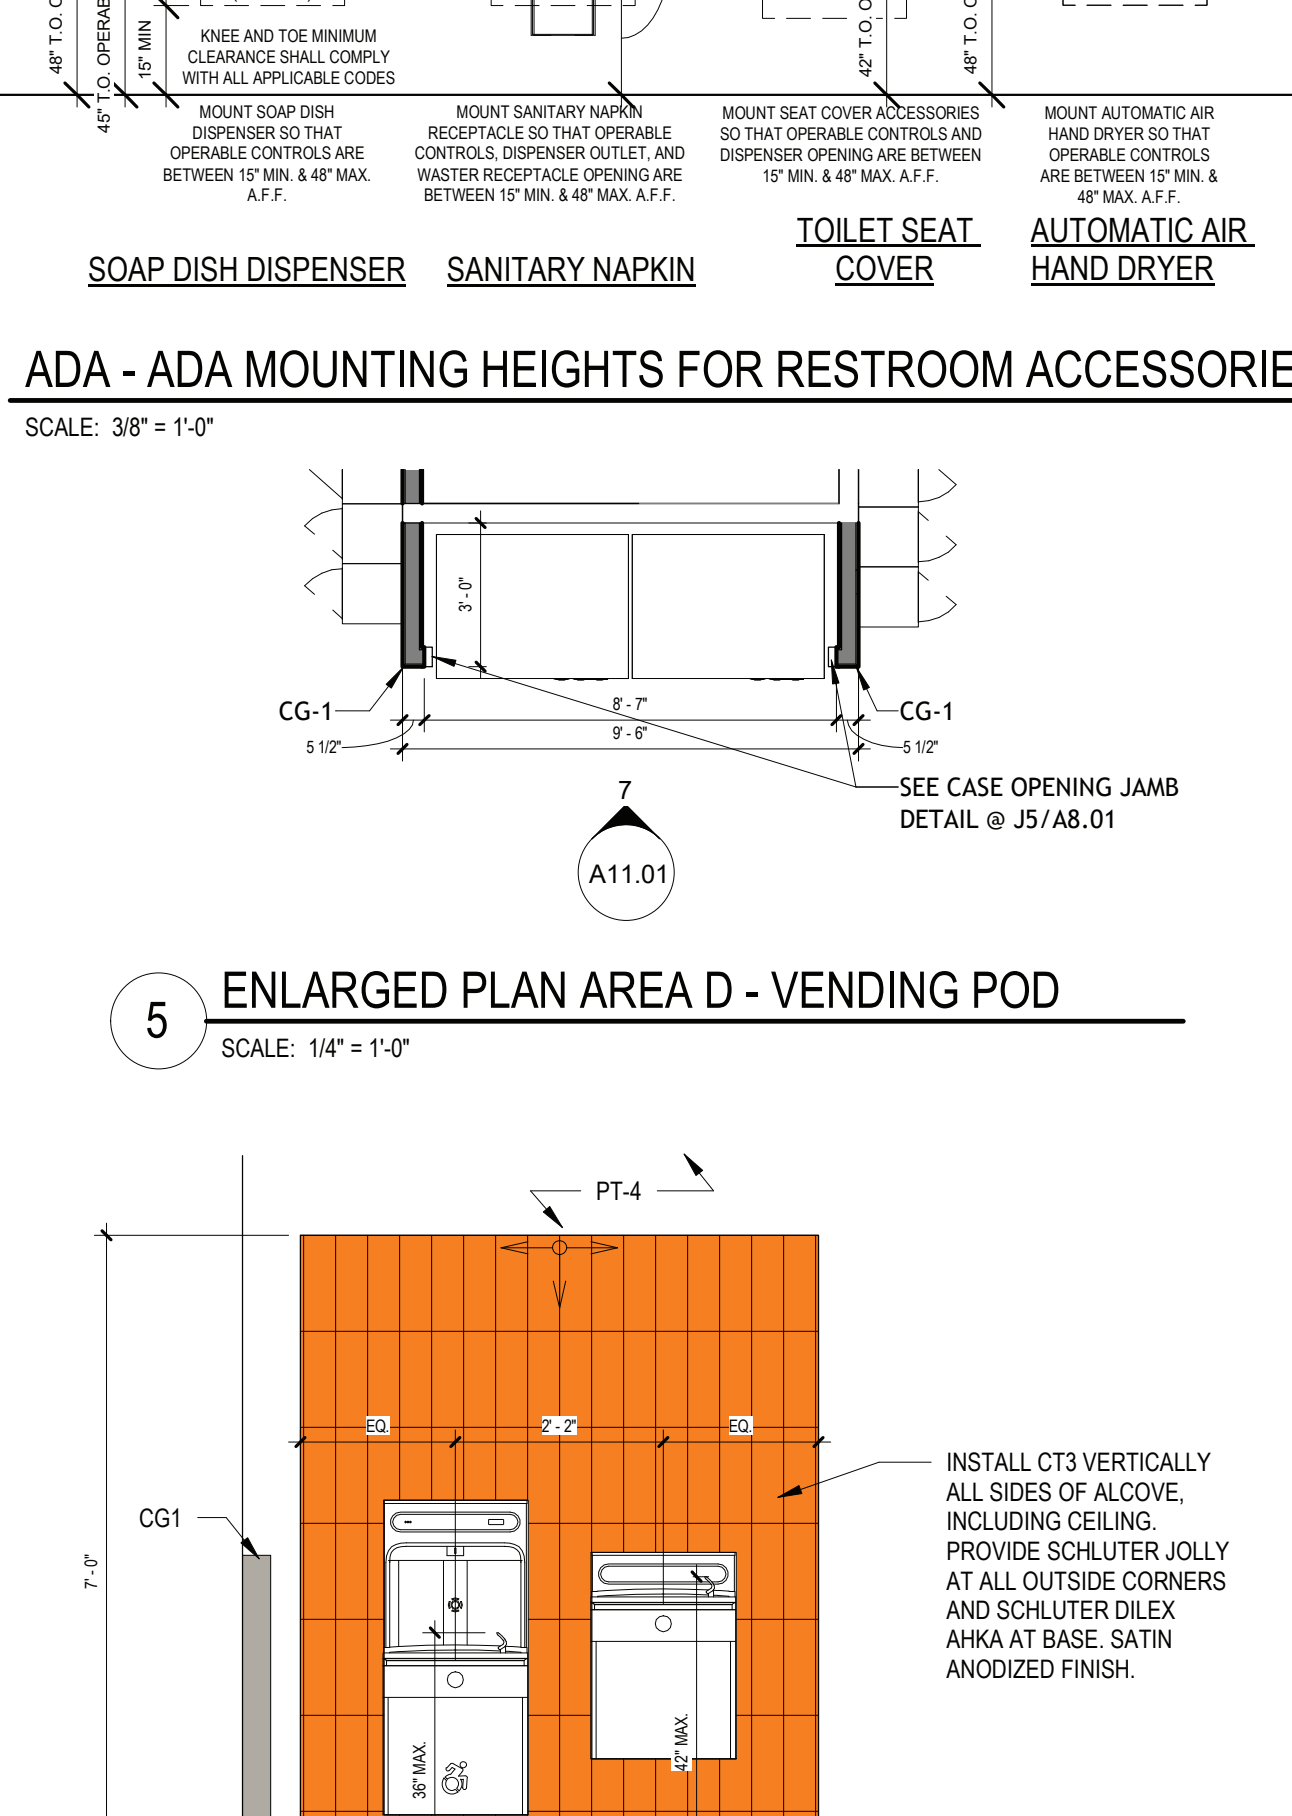 48" T.O.
45" T.O. OPERAB
15" MIN
KNEE AND TOE MINIMUM
CLEARANCE SHALL COMPLY
WITH ALL APPLICABLE CODES
42" T.O.
48" T.O.
MOUNT SOAP DISH
DISPENSER SO THAT
OPERABLE CONTROLS ARE
BETWEEN 15" MIN. & 48" MAX.
A.F.F.
MOUNT SANITARY NAPKIN
RECEPTACLE SO THAT OPERABLE
CONTROLS, DISPENSER OUTLET, AND
WASTER RECEPTACLE OPENING ARE
BETWEEN 15" MIN. & 48" MAX. A.F.F.
MOUNT SEAT COVER ACCESSORIES
SO THAT OPERABLE CONTROLS AND
DISPENSER OPENING ARE BETWEEN
15" MIN. & 48" MAX. A.F.F.
MOUNT AUTOMATIC AIR
HAND DRYER SO THAT
OPERABLE CONTROLS
ARE BETWEEN 15" MIN. &
48" MAX. A.F.F.
SOAP DISH DISPENSER
SANITARY NAPKIN
TOILET SEAT
COVER
AUTOMATIC AIR
HAND DRYER
ADA - ADA MOUNTING HEIGHTS FOR RESTROOM ACCESSORIE
SCALE: 3/8" = 1'-0"
3' - 0"
CG-1
8' - 7"
CG-1
5 1/2"
9' - 6"
5 1/2"
SEE CASE OPENING JAMB
DETAIL @ J5/A8.01
7
A11.01
5
ENLARGED PLAN AREA D - VENDING POD
SCALE: 1/4" = 1'-0"
PT-4
EQ.
2' - 2"
EQ.
CG1
7' - 0"
INSTALL CT3 VERTICALLY
ALL SIDES OF ALCOVE,
INCLUDING CEILING.
PROVIDE SCHLUTER JOLLY
AT ALL OUTSIDE CORNERS
AND SCHLUTER DILEX
AHKA AT BASE. SATIN
ANODIZED FINISH.
36" MAX.
42" MAX.